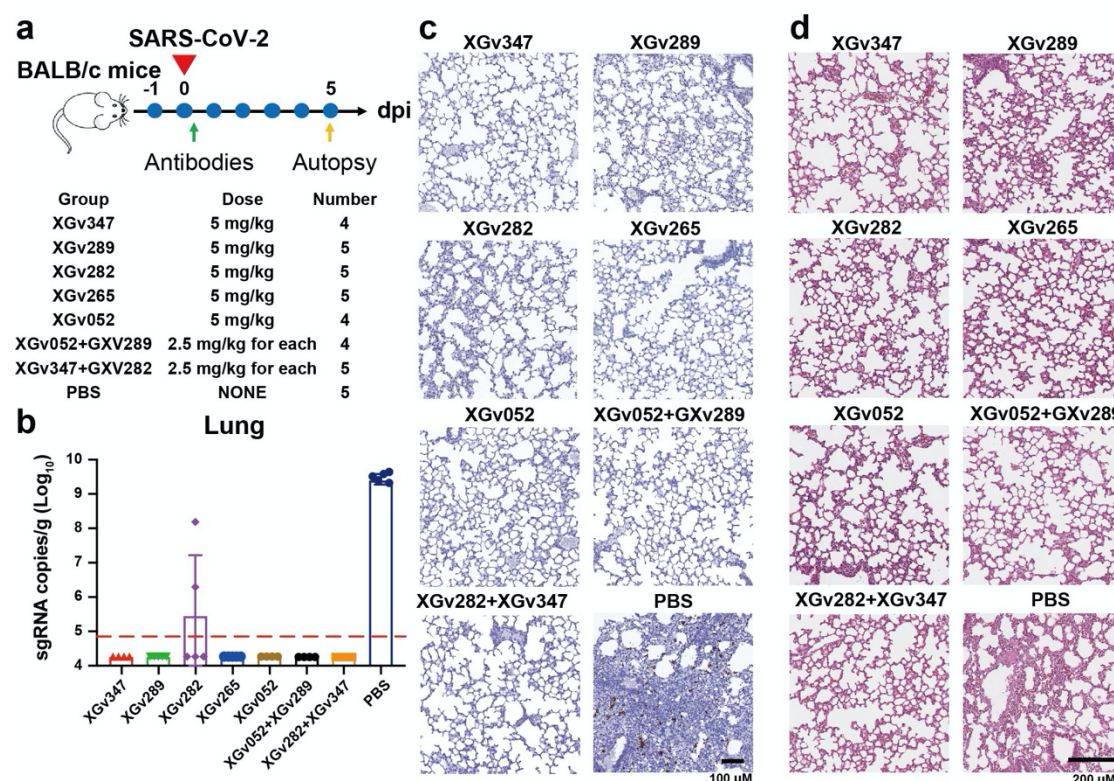 a
SARS-CoV-2
BALB/c mice
-1 0 5
dpi
Antibodies Autopsy
Group Dose Number
XGv347 5 mg/kg 4
XGv289 5 mg/kg 5
XGv282 5 mg/kg 5
XGv265 5 mg/kg 5
XGv052 5 mg/kg 4
XGv052+GXV289 2.5 mg/kg for each 4
XGv347+GXV282 2.5 mg/kg for each 5
PBS NONE 5
b
Lung
sgRNA copies/g (Log10)
10
9
8
7
6
5
4
XGv347
XGv289
XGv282
XGv265
XGv052
XGv052+XGv289
XGv282+XGv347
PBS
c
XGv347 XGv289
XGv282 XGv265
XGv052 XGv052+GXv289
XGv282+XGv347 PBS
100 μM
d
XGv347 XGv289
XGv282 XGv265
XGv052 XGv052+GXv289
XGv282+XGv347 PBS
200 μM